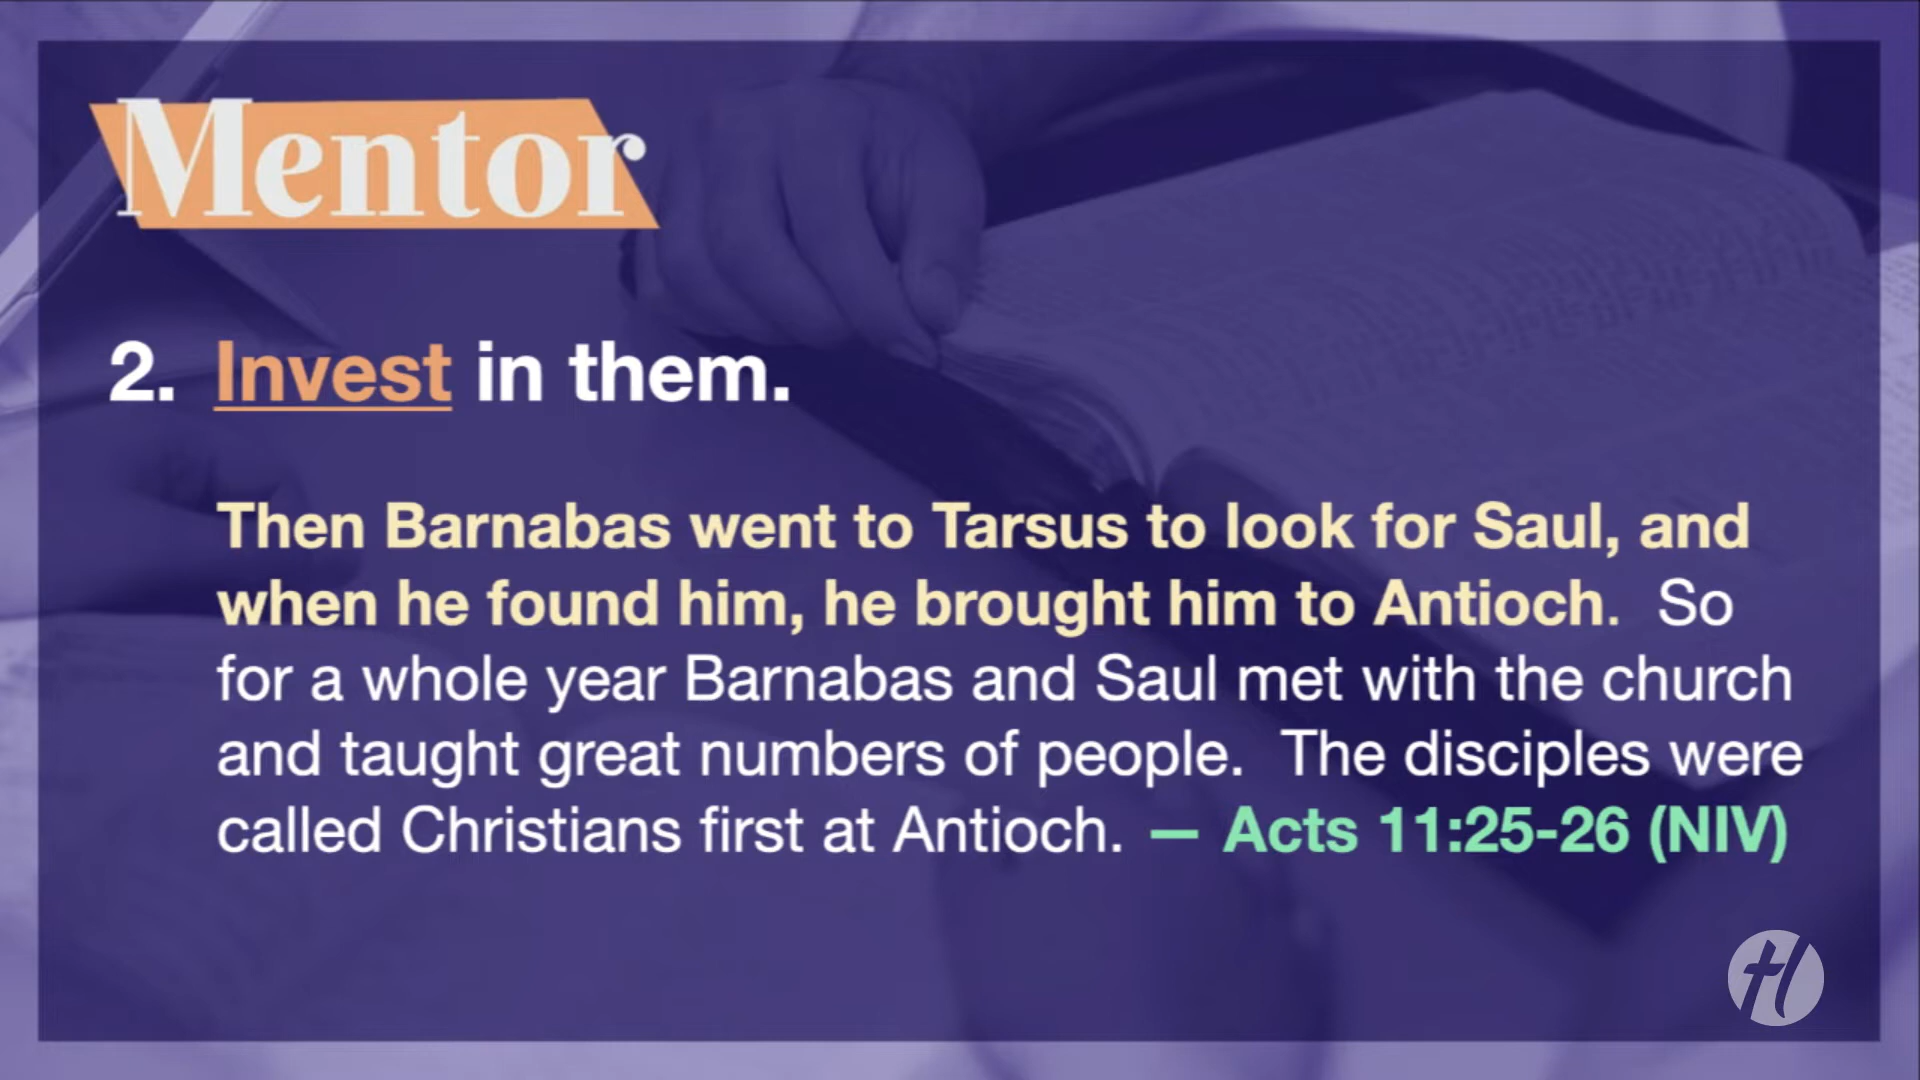 Mentor
2. Invest in them.
Then Barnabas went to Tarsus to look for Saul, and
when he found him, he brought him to Antioch.  So
for a whole year Barnabas and Saul met with the church
and taught great numbers of people.  The disciples were
called Christians first at Antioch. — Acts 11:25-26 (NIV)